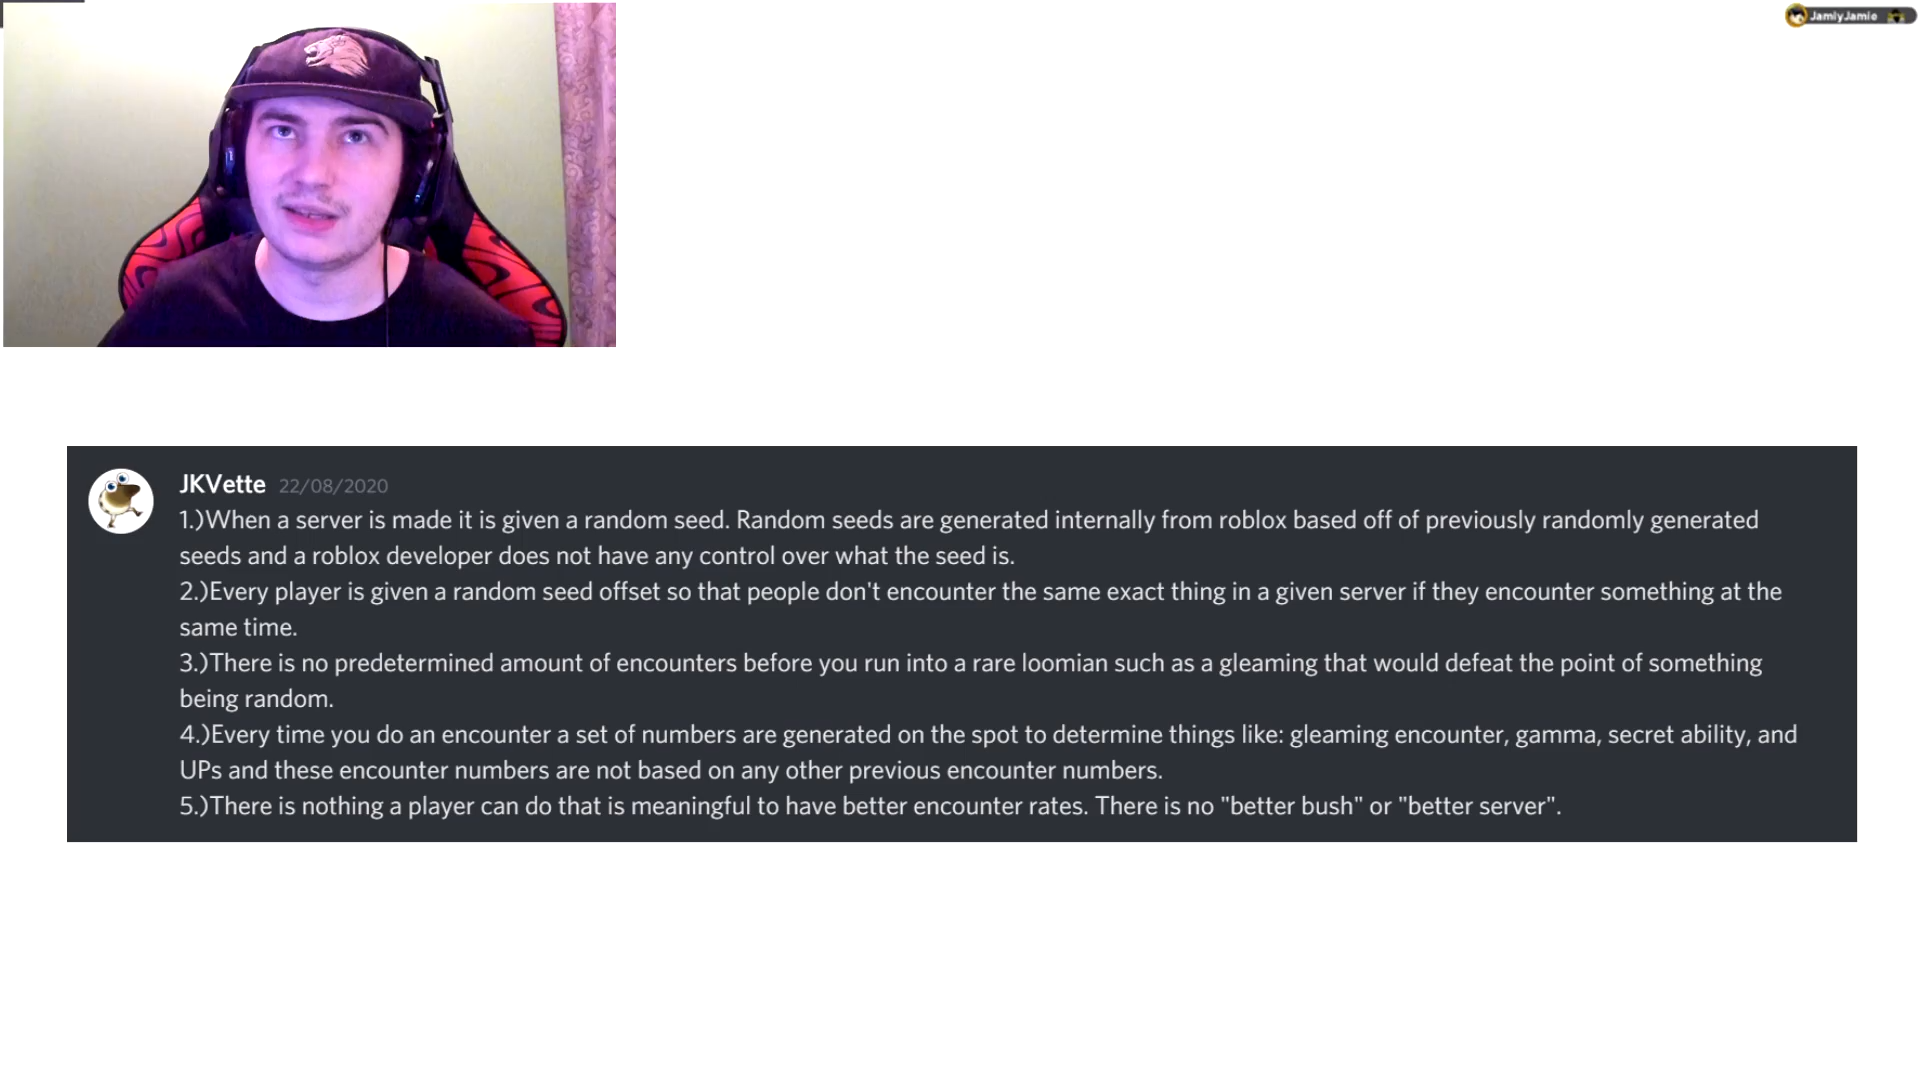 JamlyJamie
JKVette 22/08/2020
1.)When a server is made it is given a random seed. Random seeds are generated internally from roblox based off of previously randomly generated
seeds and a roblox developer does not have any control over what the seed is.
2.)Every player is given a random seed offset so that people don't encounter the same exact thing in a given server if they encounter something at the
same time.
3.)There is no predetermined amount of encounters before you run into a rare loomian such as a gleaming that would defeat the point of something
being random.
4.)Every time you do an encounter a set of numbers are generated on the spot to determine things like: gleaming encounter, gamma, secret ability, and
UPs and these encounter numbers are not based on any other previous encounter numbers.
5.)There is nothing a player can do that is meaningful to have better encounter rates. There is no "better bush" or "better server".